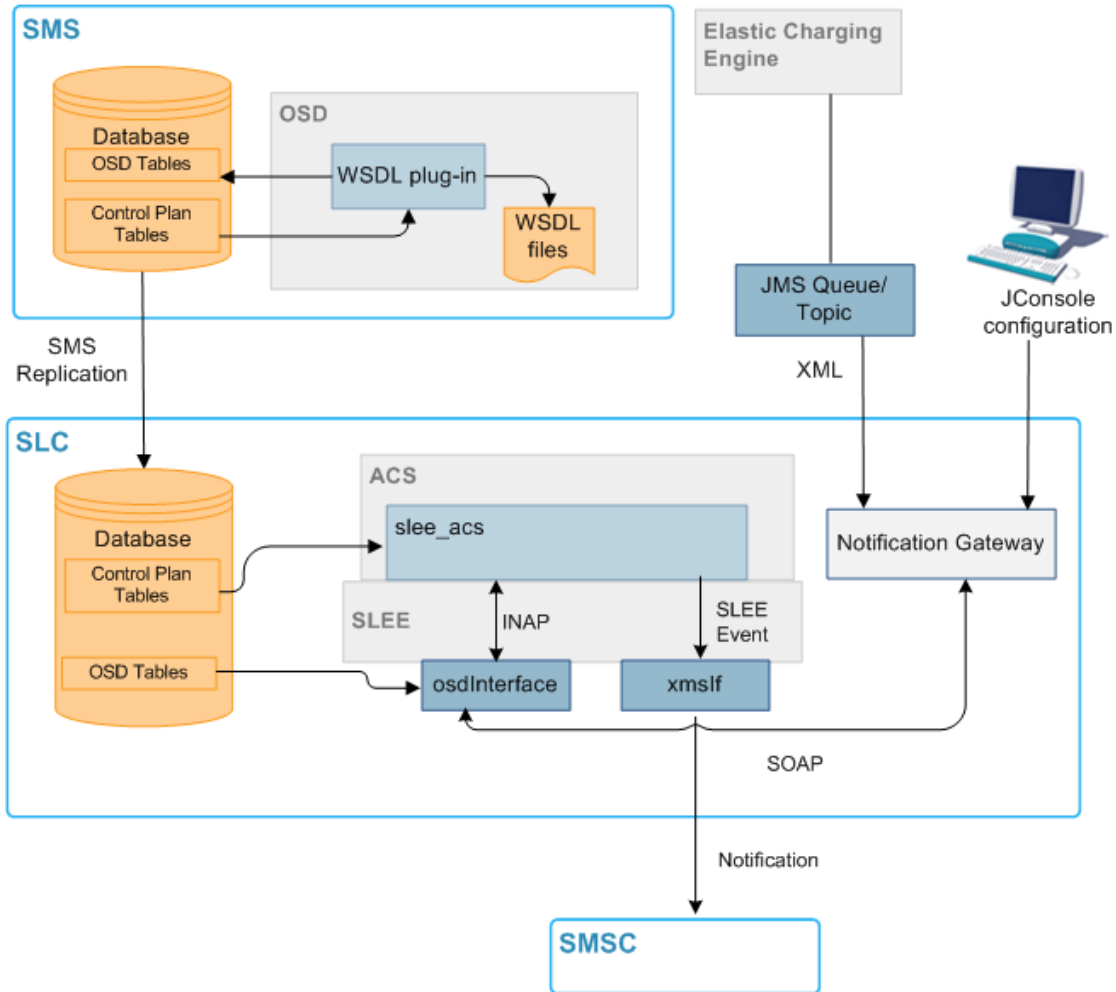 SMS
Database
OSD Tables
Control Plan
Tables
OSD
WSDL plug-in
WSDL
files
Elastic Charging
Engine
JMS Queue/
Topic
JConsole
configuration
SMS
Replication
XML
SLC
Database
Control Plan
Tables
OSD Tables
ACS
slee_acs
SLEE
INAP
SLEE
Event
osdInterface
xmsIf
Notification Gateway
SOAP
Notification
SMSC